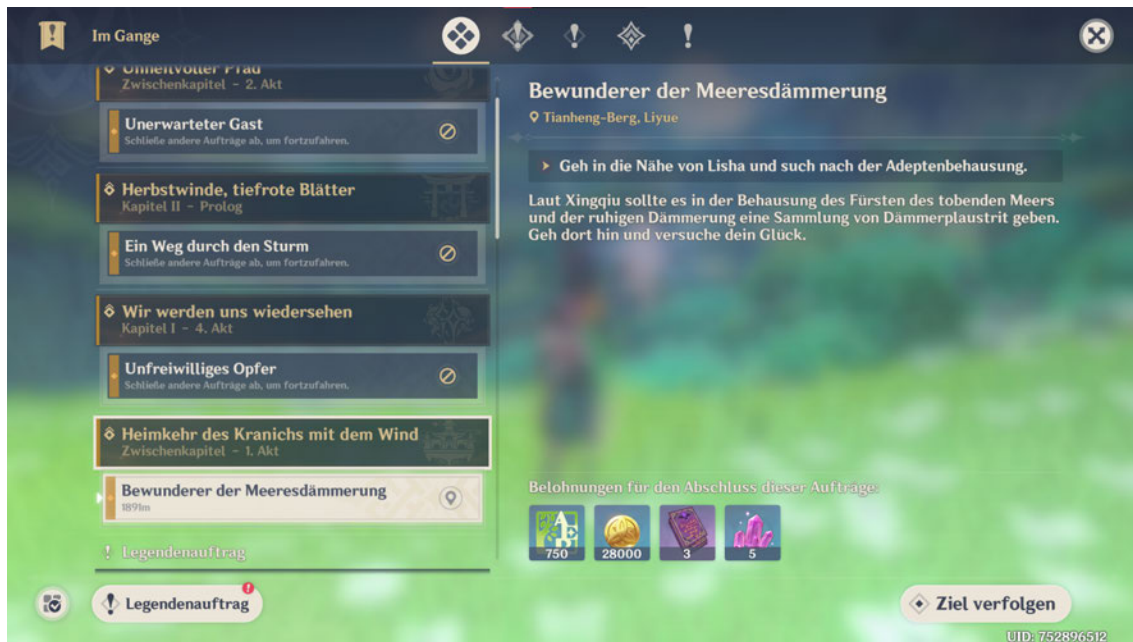 Im Gange
Unheilvoller Pfad
Zwischenkapitel – 2. Akt
Unerwarteter Gast
Schließe andere Aufträge ab, um fortzufahren.
Herbstwinde, tiefrote Blätter
Kapitel II – Prolog
Ein Weg durch den Sturm
Schließe andere Aufträge ab, um fortzufahren.
Wir werden uns wiedersehen
Kapitel I – 4. Akt
Unfreiwilliges Opfer
Schließe andere Aufträge ab, um fortzufahren.
Heimkehr des Kranichs mit dem Wind
Zwischenkapitel – 1. Akt
Bewunderer der Meeresdämmerung
1891m
Legendenauftrag
Legendenauftrag
Bewunderer der Meeresdämmerung
Tianheng-Berg, Liyue
Geh in die Nähe von Lisha und such nach der Adeptenbehausung.
Laut Xingqiu sollte es in der Behausung des Fürsten des tobenden Meers
und der ruhigen Dämmerung eine Sammlung von Dämmerplaustrit geben.
Geh dort hin und versuche dein Glück.
Belohnungen für den Abschluss dieser Aufträge:
750
28000
3
5
Ziel verfolgen
UID: 752896512